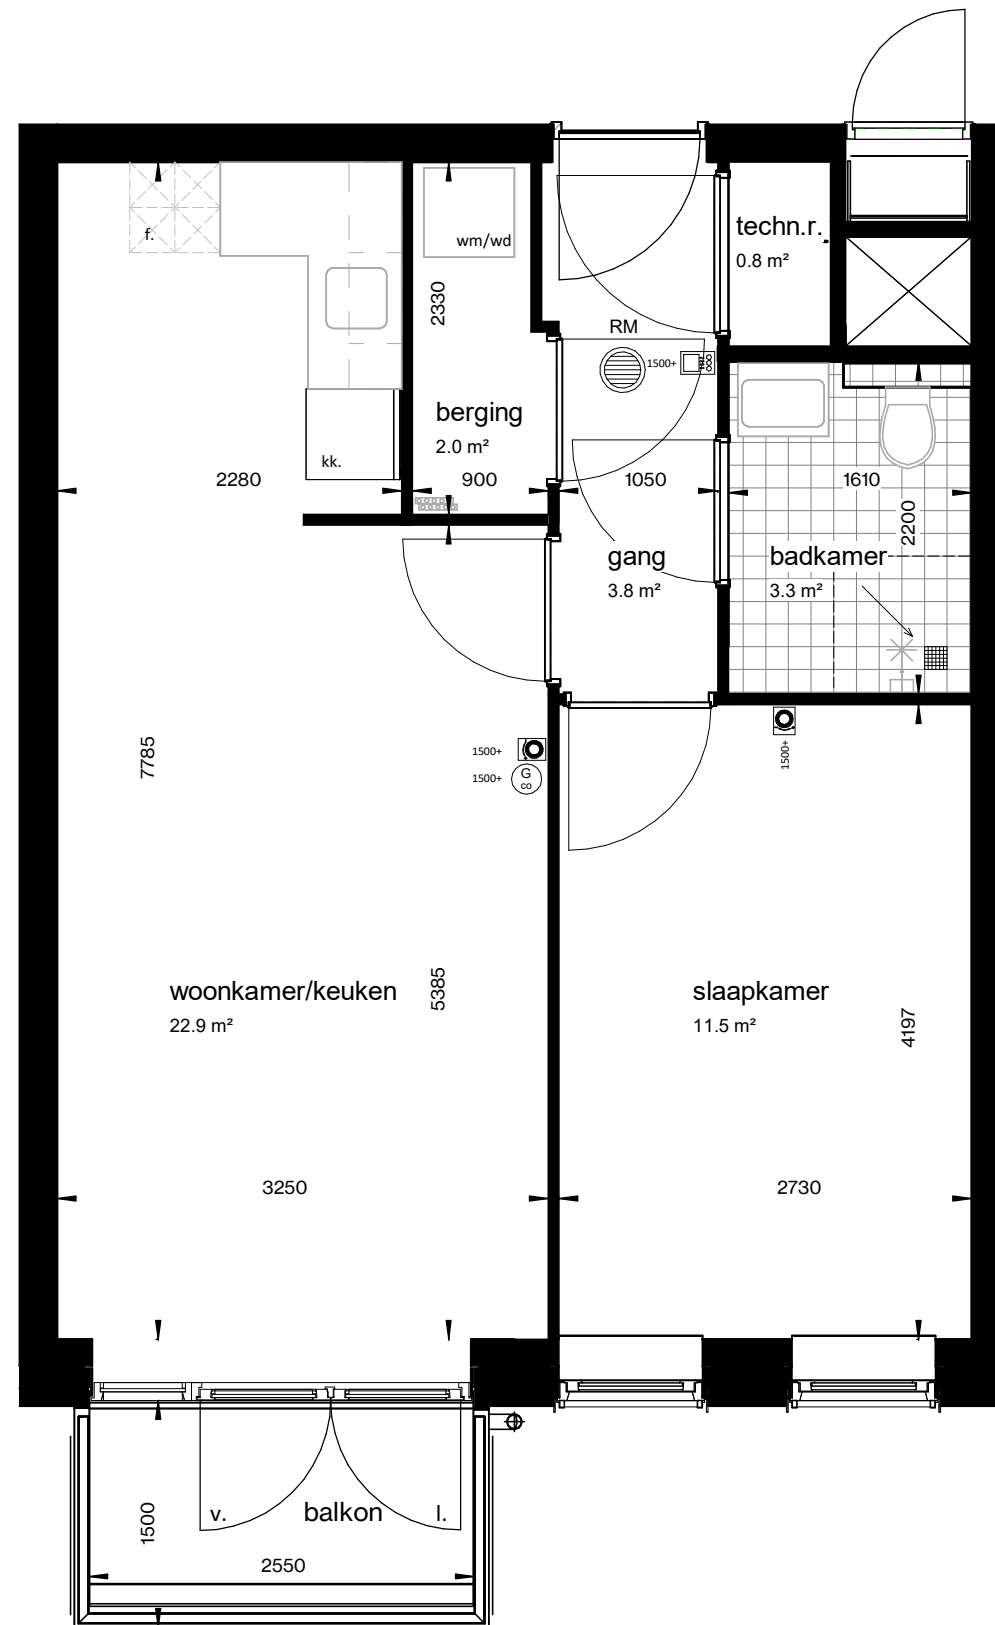 f.
wm/wd
2330
techn.r.
0.8 m²
RM
1500+
berging
2.0 m²
kk.
2280
900
1050
1610
2200
gang
3.8 m²
badkamer
3.3 m²
7785
1500+
1500+
G
co
1500+
woonkamer/keuken
22.9 m²
5385
slaapkamer
11.5 m²
4197
3250
2730
1500
v.
balkon
l.
2550